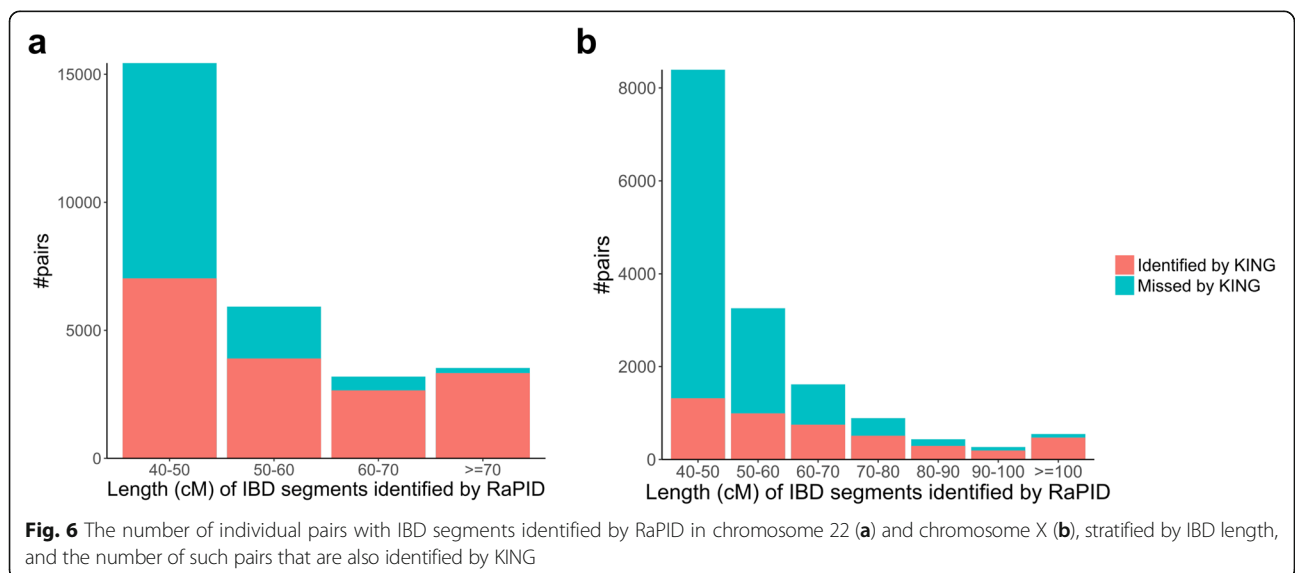 a
15000
10000
5000
0
#pairs
40-50 50-60 60-70 >=70
Length (cM) of IBD segments identified by RaPID
b
8000
6000
4000
2000
0
#pairs
40-50 50-60 60-70 70-80 80-90 90-100 >=100
Length (cM) of IBD segments identified by RaPID
Identified by KING
Missed by KING
Fig. 6 The number of individual pairs with IBD segments identified by RaPID in chromosome 22 (a) and chromosome X (b), stratified by IBD length,
and the number of such pairs that are also identified by KING